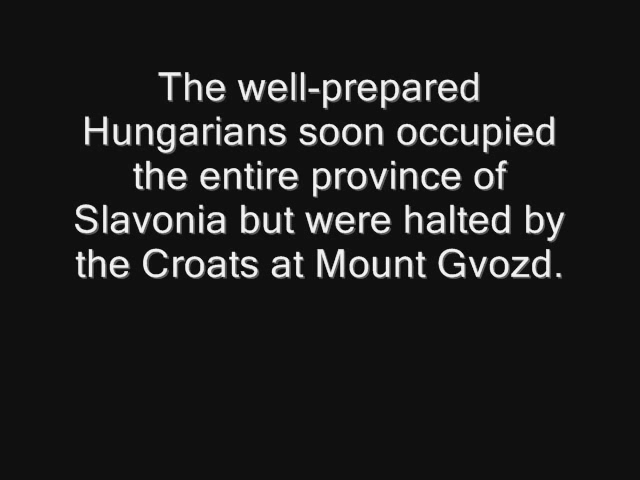 The well-prepared
Hungarians soon occupied
the entire province of
Slavonia but were halted by
the Croats at Mount Gvozd.